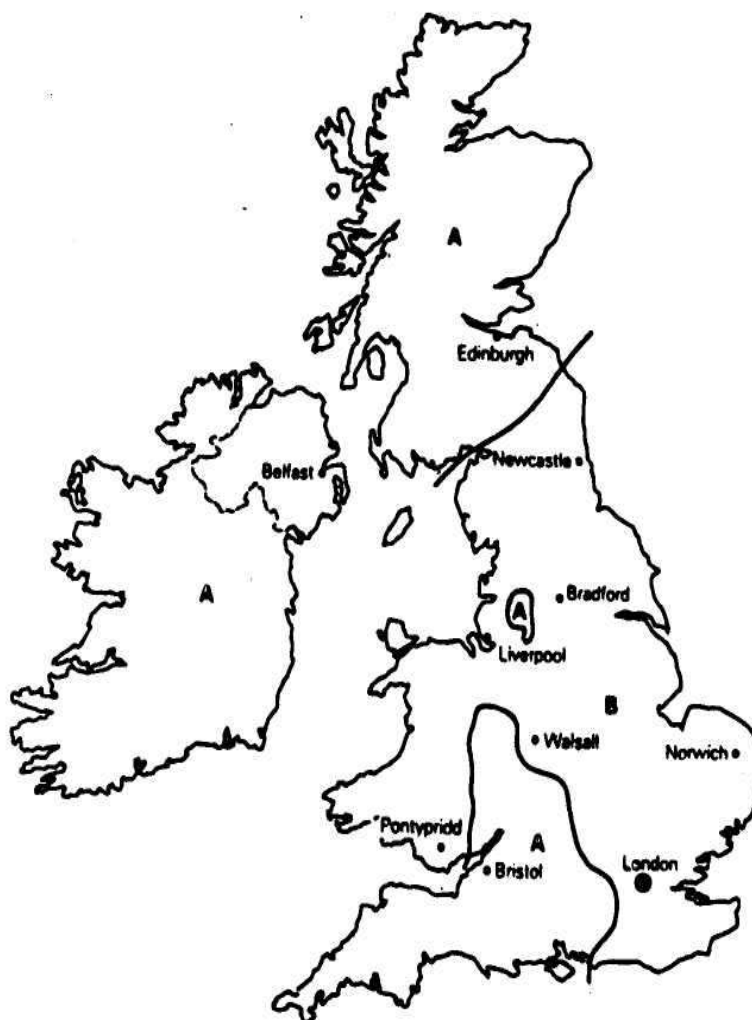 A
Edinburgh
Newcastle
Belfast
A
A
Bradford
Liverpool
B
Walsall
Norwich
Pontypridd
A
London
Bristol